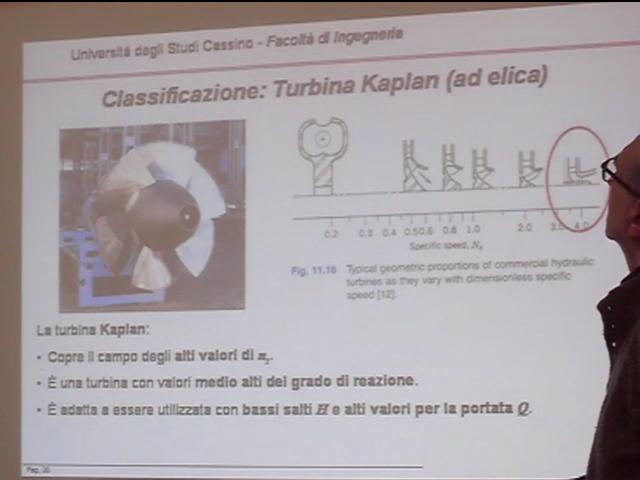 Università degli Studi Cassino - Facoltà di Ingegneria
Classificazione: Turbina Kaplan (ad elica)
0.2 0.3 0.4 0.5 0.6 0.8 1.0 2.0 3.0 4.0
Specific speed, Ns
Fig. 11.16 Typical geometric proportions of commercial hydraulic
turbines as they vary with dimensionless specific
speed [12].
La turbina Kaplan:
• Copre il campo degli alti valori di ns.
• È una turbina con valori medio alti del grado di reazione.
• È adatta a essere utilizzata con bassi salti H e alti valori per la portata Q.
Pag. 30